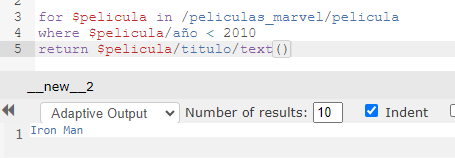 2
3 for $pelicula in /peliculas_marvel/pelicula
4 where $pelicula/año < 2010
5 return $pelicula/titulo/text()
__new__2
Adaptive Output Number of results: 10 Indent
1 Iron Man